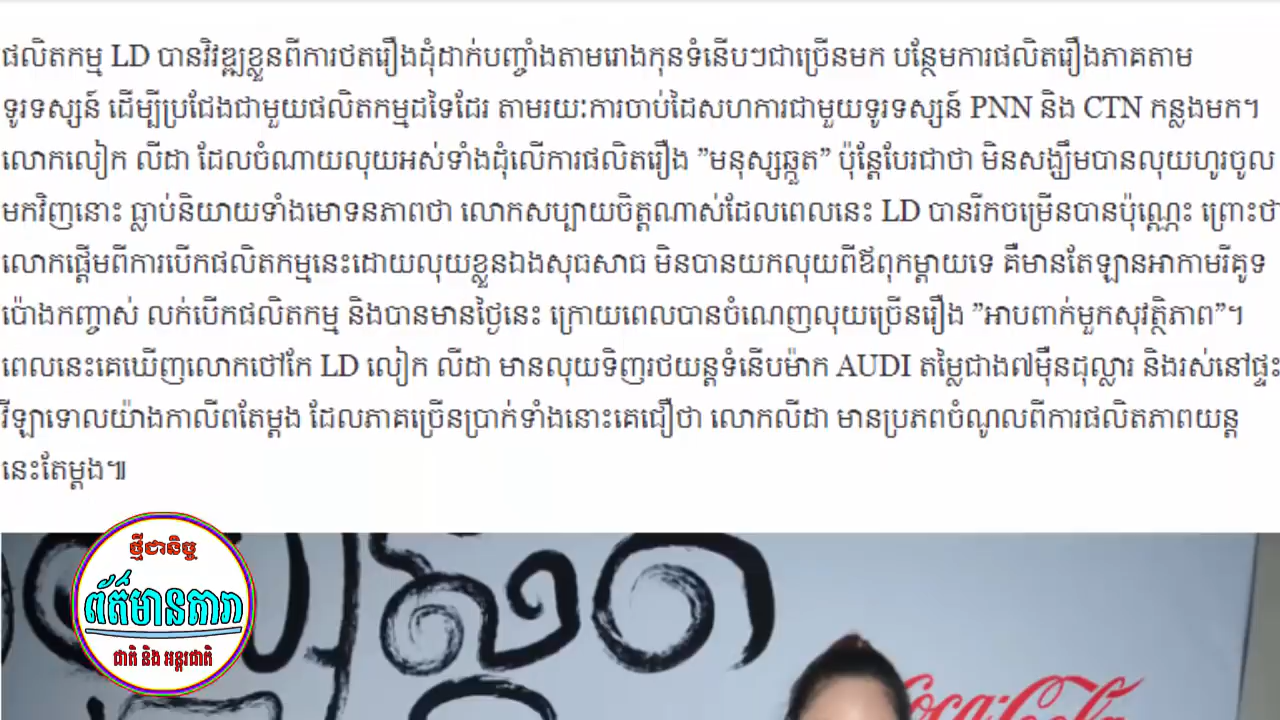 ផលិតកម្ម LD បានវិវឌ្ឍខ្លួនពីការថតរឿងដុំដាក់បញ្ចាំងតាមរោងកុនទំនើបៗជាច្រើនមក បន្ថែមការផលិតរឿងភាគតាម
ទូរទស្សន៍ ដើម្បីប្រជែងជាមួយផលិតកម្មដទៃដែរ តាមរយៈការចាប់ដៃសហការជាមួយទូរទស្សន៍ PNN និង CTN កន្លងមក។
លោកលៀក លីដា ដែលចំណាយលុយអស់ទាំងដុំលើការផលិតរឿង ”មនុស្សឆ្កួត” ប៉ុន្តែបែរជាថា មិនសង្ឃឹមបានលុយហូរចូល
មកវិញនោះ ធ្លាប់និយាយទាំងមោទនភាពថា លោកសប្បាយចិត្តណាស់ដែលពេលនេះ LD បានរីកចម្រើនបានប៉ុណ្ណេះ ព្រោះថា
លោកផ្តើមពីការបើកផលិតកម្មនេះដោយលុយខ្លួនឯងសុធសាធ មិនបានយកលុយពីឪពុកម្តាយទេ គឺមានតែឡានអាកាមរីគូទ
ប៉ោងកញ្ចាស់ លក់បើកផលិតកម្ម និងបានមានថ្ងៃនេះ ក្រោយពេលបានចំណេញលុយច្រើនរឿង ”អាបពាក់មួកសុវត្ថិភាព”។
ពេលនេះគេឃើញលោកថៅកែ LD លៀក លីដា មានលុយទិញរថយន្តទំនើបម៉ាក AUDI តម្លៃជាង៧ម៉ឺនដុល្លារ និងរស់នៅផ្ទះ
វីឡាទោលយ៉ាងកាលីពតែម្តង ដែលភាគច្រើនប្រាក់ទាំងនោះគេជឿថា លោកលីដា មានប្រភពចំណូលពីការផលិតភាពយន្ត
នេះតែម្តង៕
ថ្មីជានិច្ច
ព័ត៌មានតារា
ជាតិ និង អន្តរជាតិ
Coca-Cola